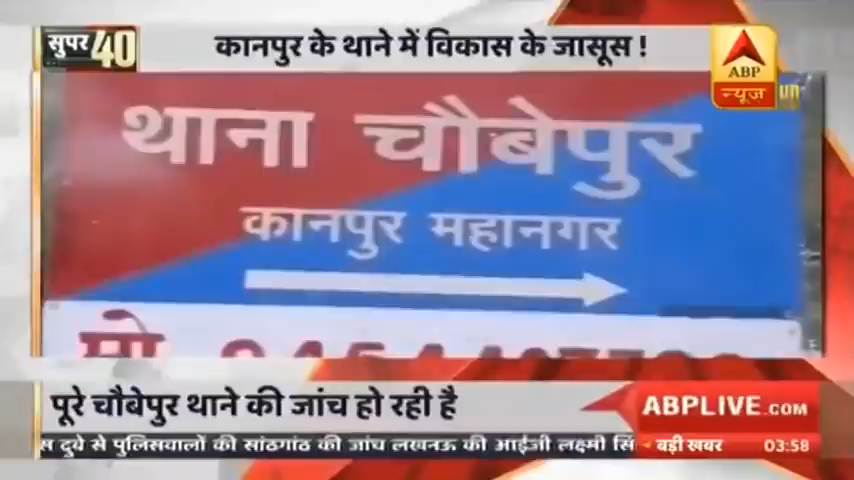 सुपर 40
कानपुर के थाने में विकास के जासूस !
ABP
न्यूज़
थाना चौबेपुर
कानपुर महानगर
मो.
पूरे चौबेपुर थाने की जांच हो रही है
ABPLIVE.COM
स दुबे से पुलिसवालों की सांठगांठ की जांच लखनऊ की आईजी लक्ष्मी सिं
बड़ी खबर
03:58